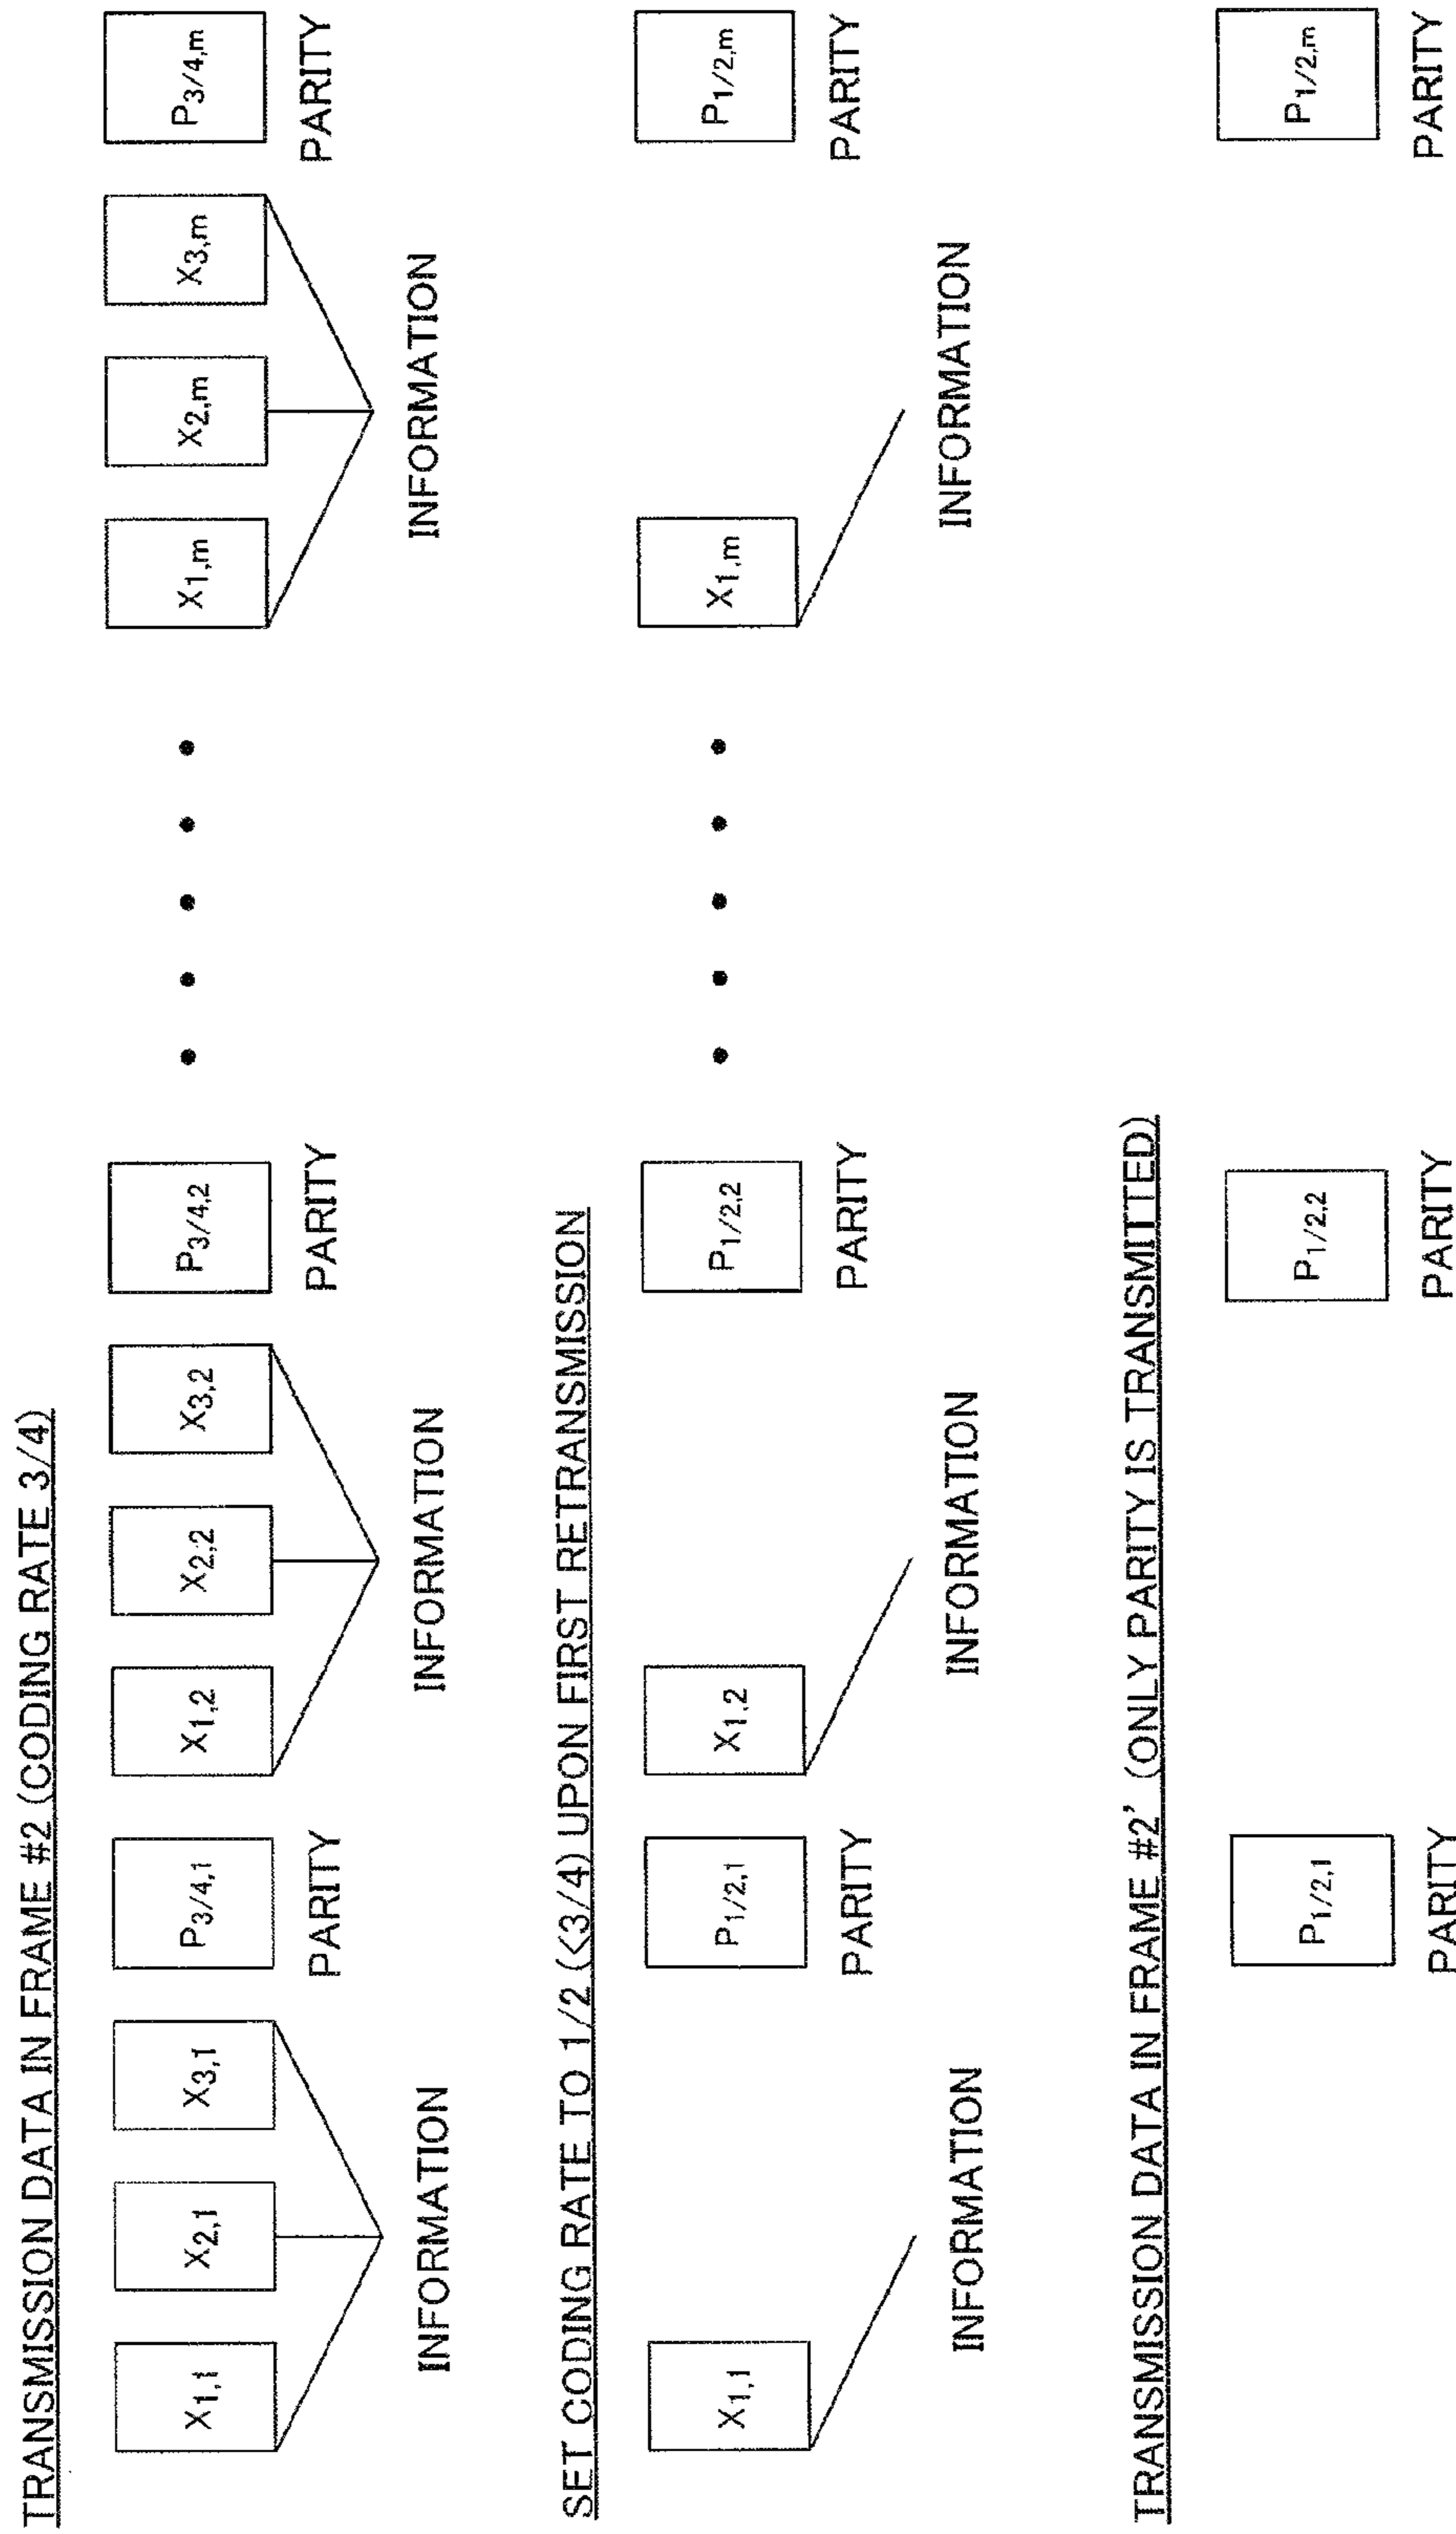 TRANSMISSION DATA IN FRAME #2 (CODING RATE 3/4)
X1,1 X2,1 X3,1 P3/4,1 X1,2 X2,2 X3,2 P3/4,2 • • • • • X1,m X2,m X3,m P3/4,m
PARITY PARITY PARITY
INFORMATION INFORMATION INFORMATION
SET CODING RATE TO 1/2 (<3/4) UPON FIRST RETRANSMISSION
X1,1 P1/2,1 X1,2 P1/2,2 • • • • • X1,m P1/2,m
PARITY PARITY PARITY
INFORMATION INFORMATION INFORMATION
TRANSMISSION DATA IN FRAME #2' (ONLY PARITY IS TRANSMITTED)
P1/2,1 P1/2,2 P1/2,m
PARITY PARITY PARITY